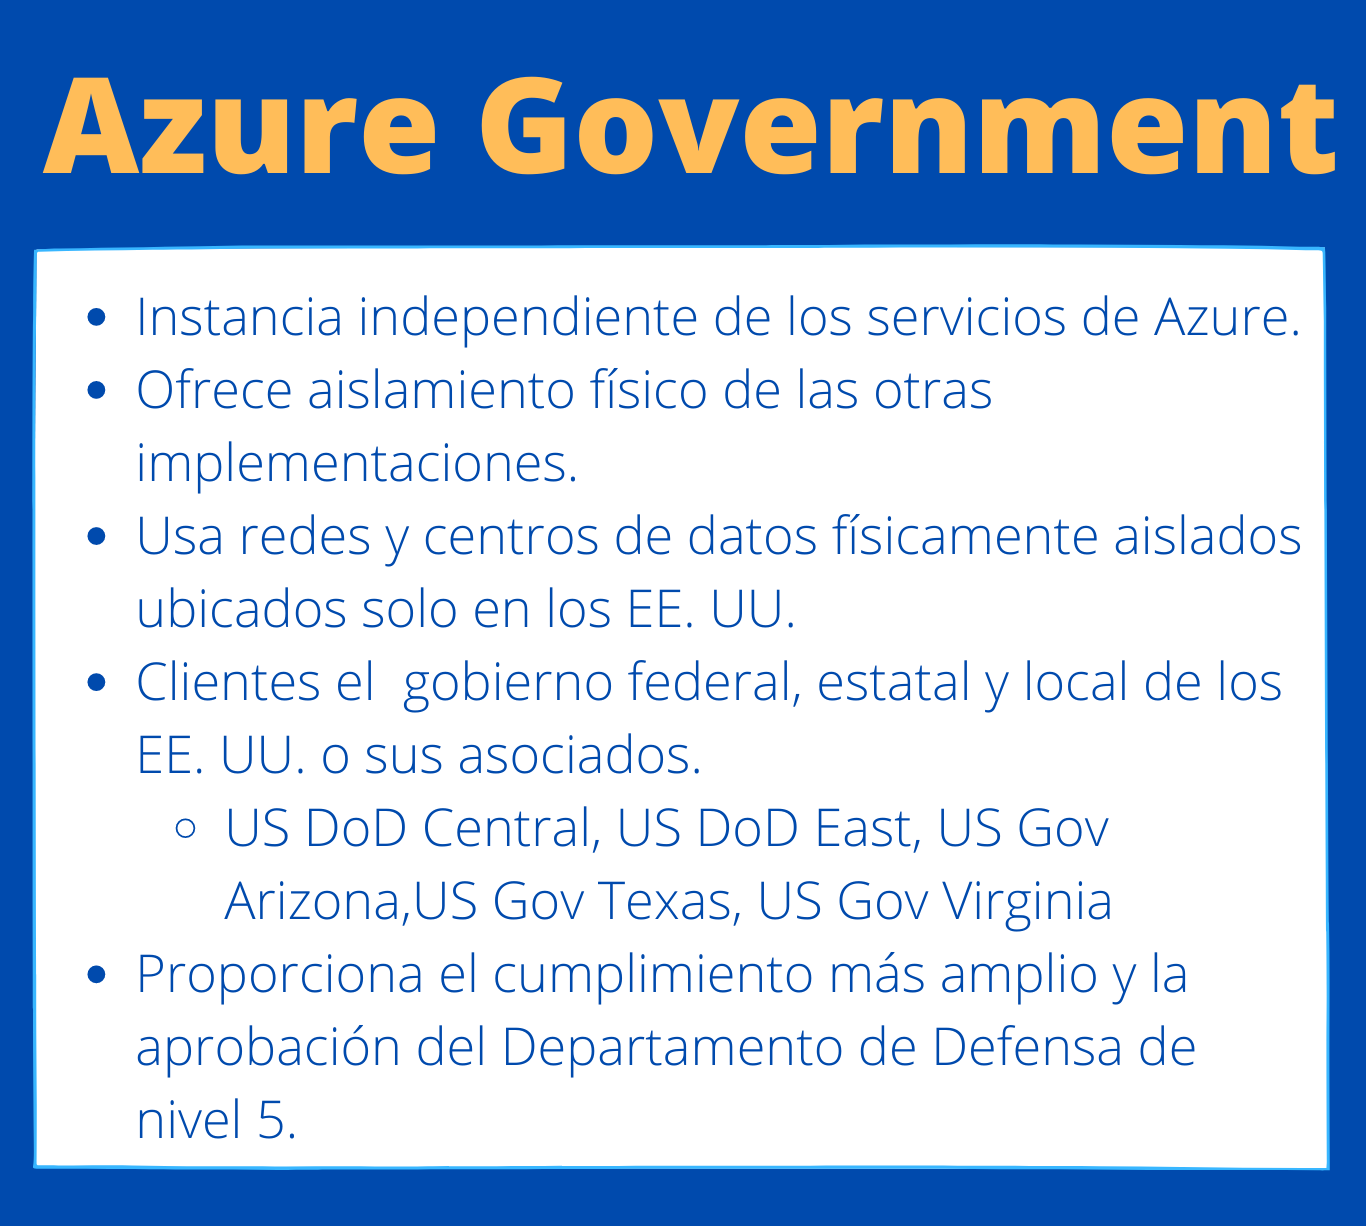 Azure Government
• Instancia independiente de los servicios de Azure.
• Ofrece aislamiento físico de las otras
implementaciones.
• Usa redes y centros de datos físicamente aislados
ubicados solo en los EE. UU.
• Clientes el  gobierno federal, estatal y local de los
EE. UU. o sus asociados.
◦ US DoD Central, US DoD East, US Gov
Arizona,US Gov Texas, US Gov Virginia
• Proporciona el cumplimiento más amplio y la
aprobación del Departamento de Defensa de
nivel 5.